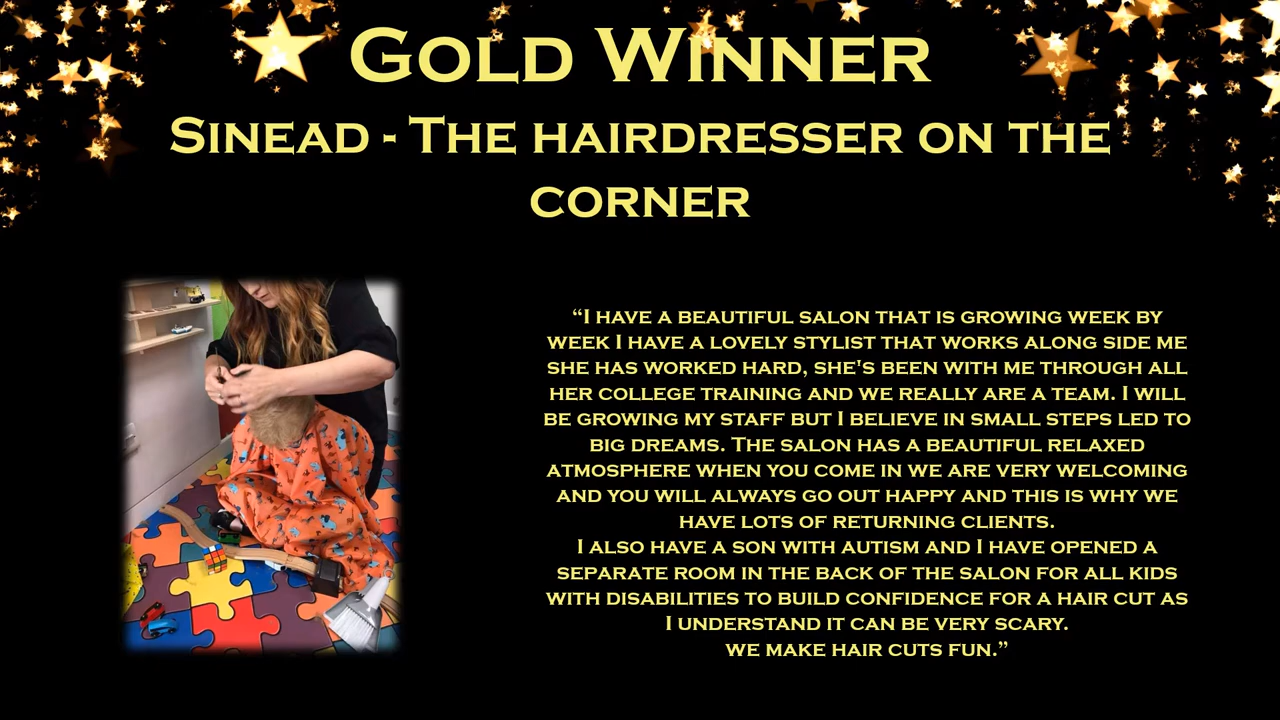 Gold Winner
Sinead - The hairdresser on the
corner
“I have a beautiful salon that is growing week by
week I have a lovely stylist that works along side me
she has worked hard, she's been with me through all
her college training and we really are a team. I will
be growing my staff but I believe in small steps led to
big dreams. The salon has a beautiful relaxed
atmosphere when you come in we are very welcoming
and you will always go out happy and this is why we
have lots of returning clients.
I also have a son with autism and I have opened a
separate room in the back of the salon for all kids
with disabilities to build confidence for a hair cut as
I understand it can be very scary.
we make hair cuts fun.”